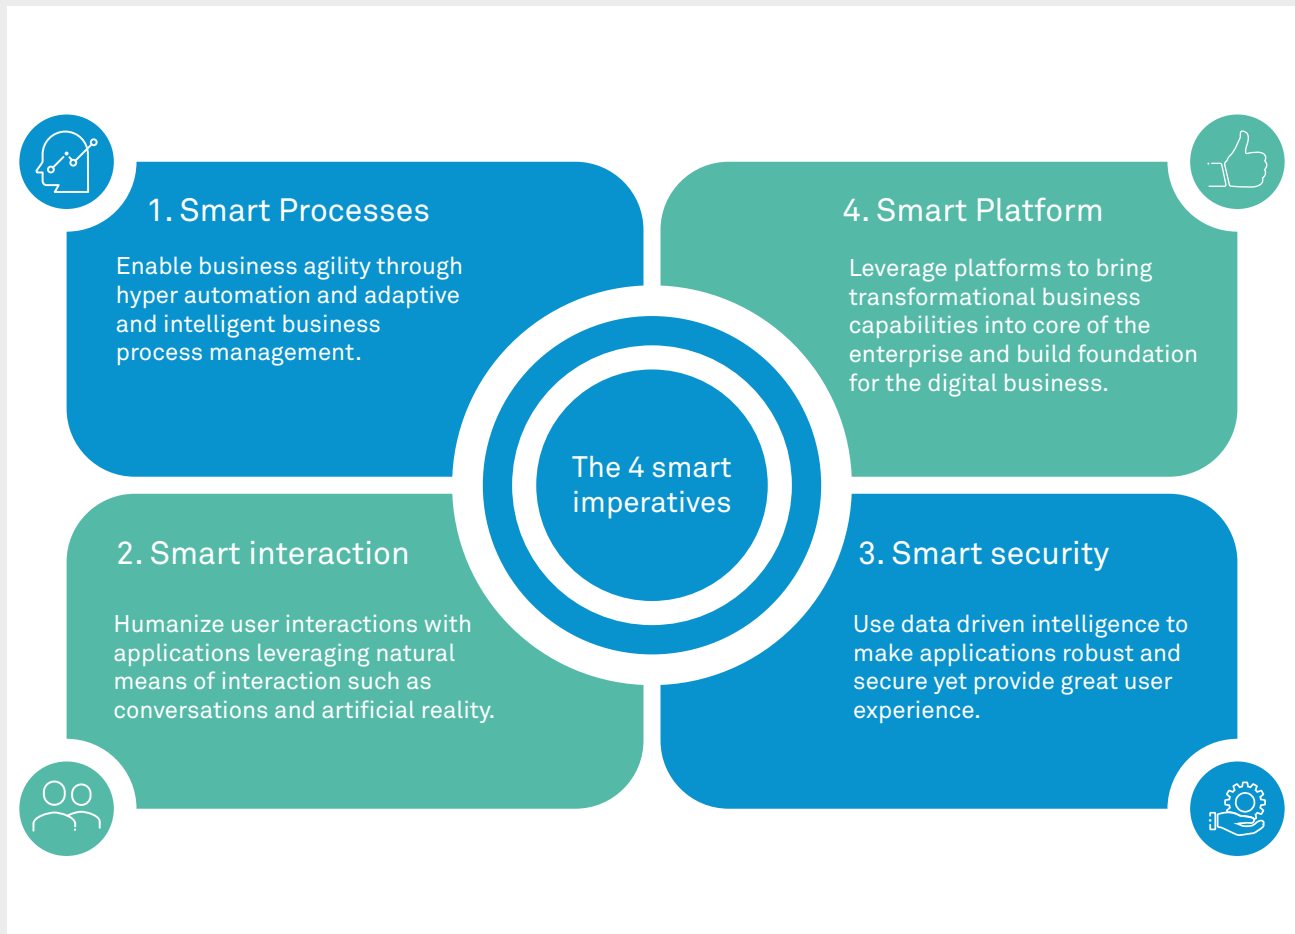 1. Smart Processes
Enable business agility through
hyper automation and adaptive
and intelligent business
process management.
4. Smart Platform
Leverage platforms to bring
transformational business
capabilities into core of the
enterprise and build foundation
for the digital business.
The 4 smart
imperatives
2. Smart interaction
Humanize user interactions with
applications leveraging natural
means of interaction such as
conversations and artificial reality.
3. Smart security
Use data driven intelligence to
make applications robust and
secure yet provide great user
experience.